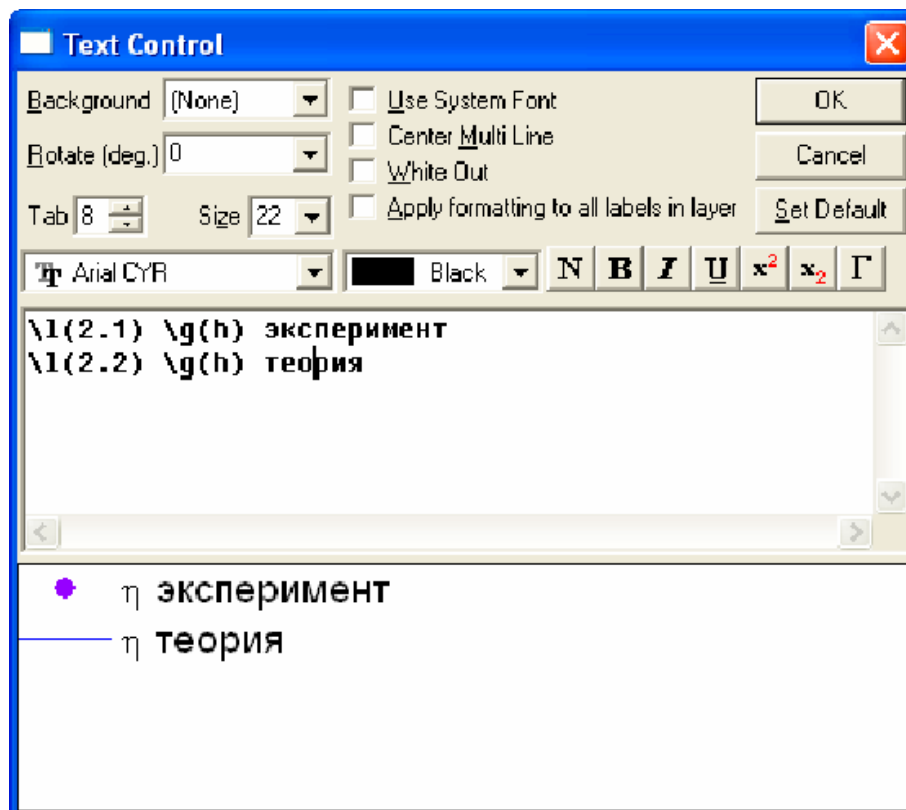 Text Control
Background (None)
Use System Font
OK
Center Multi Line
Rotate (deg.) 0
Cancel
White Out
Tab 8 Size 22
Apply formatting to all labels in layer
Set Default
Arial CYR
Black
N B I U x² x₂ Γ
\l(2.1) \g(h) эксперимент
\l(2.2) \g(h) теория
η эксперимент
η теория